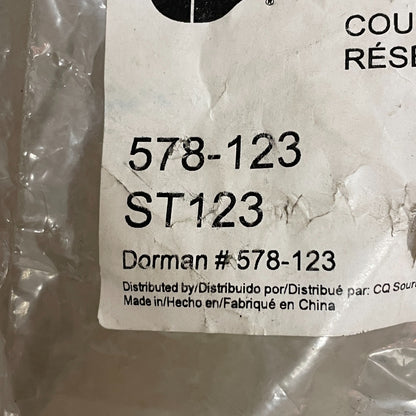 ®
COU
RÉSE
578-123
ST123
Dorman # 578-123
Distributed by/Distribuido por/Distribué par: CQ Sour
Made in/Hecho en/Fabriqué en China